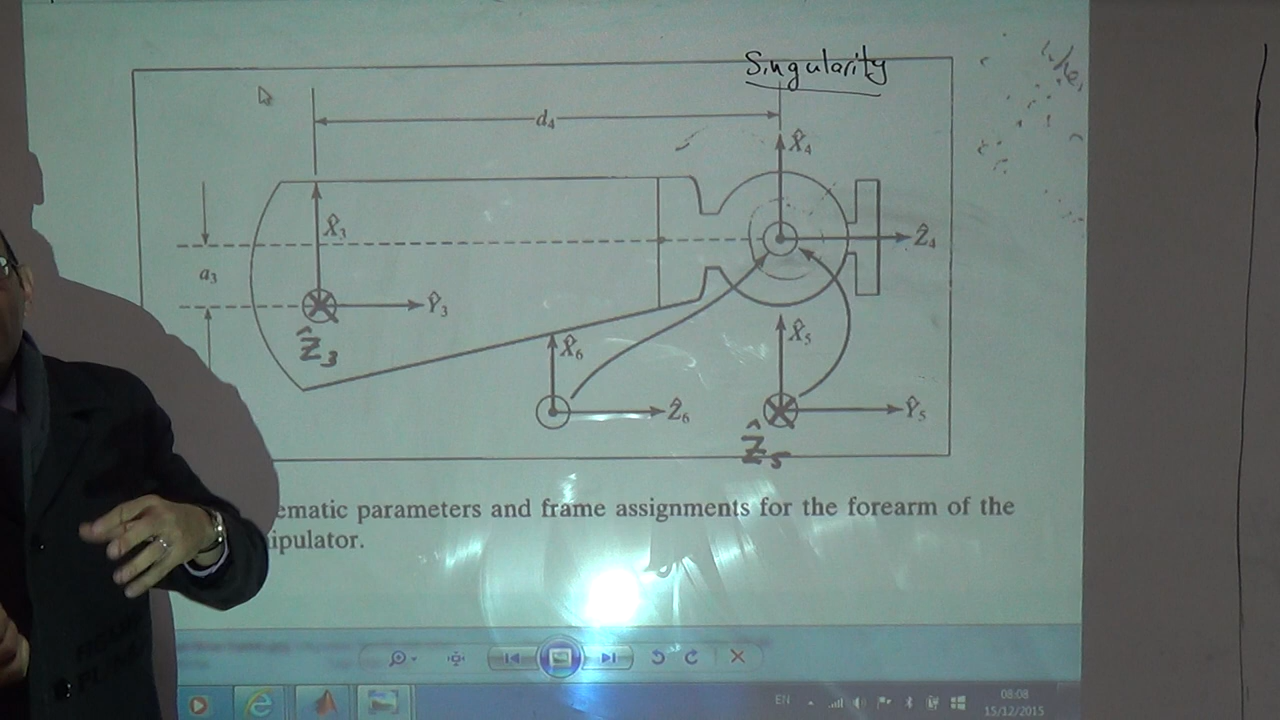 Singularity
d₄
X̂₄
X̂₃
Ẑ₄
a₃
Ŷ₃
Ẑ₃
X̂₆
X̂₅
Ẑ₆
Ŷ₅
Ẑ₅
ematic parameters and frame assignments for the forearm of the
ipulator.
EN
08:08
15/12/2015